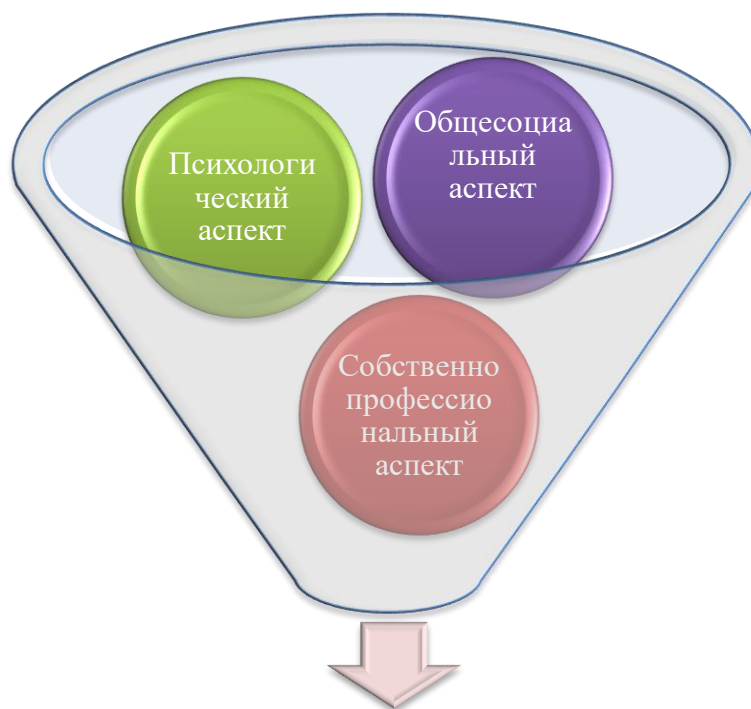 Психологи
ческий
аспект
Общесоциа
льный
аспект
Собственно
профессио
нальный
аспект